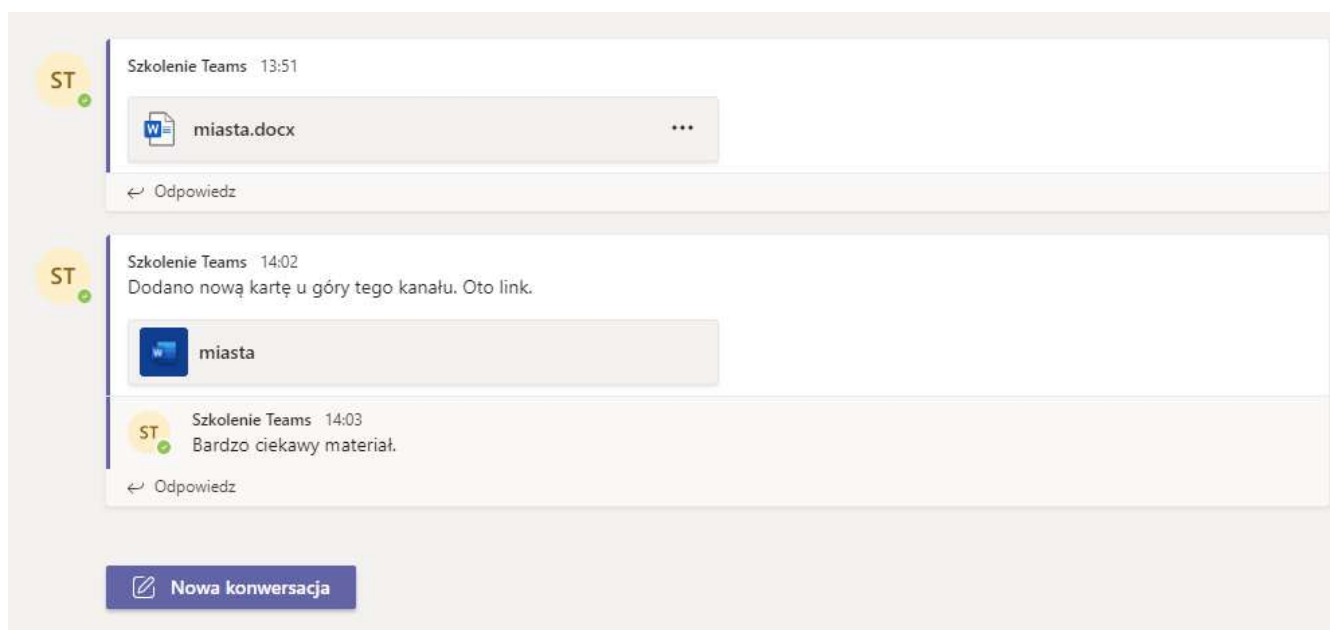 ST
Szkolenie Teams 13:51
miasta.docx
Odpowiedz
ST
Szkolenie Teams 14:02
Dodano nową kartę u góry tego kanału. Oto link.
miasta
ST
Szkolenie Teams 14:03
Bardzo ciekawy materiał.
Odpowiedz
Nowa konwersacja